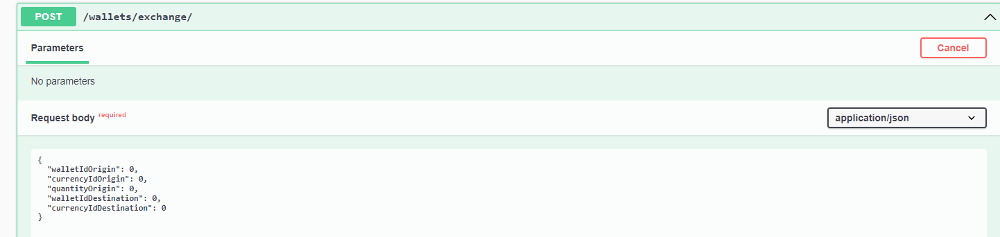 POST /wallets/exchange/
Parameters Cancel
No parameters
Request body required application/json
{
"walletIdOrigin": 0,
"currencyIdOrigin": 0,
"quantityOrigin": 0,
"walletIdDestination": 0,
"currencyIdDestination": 0
}